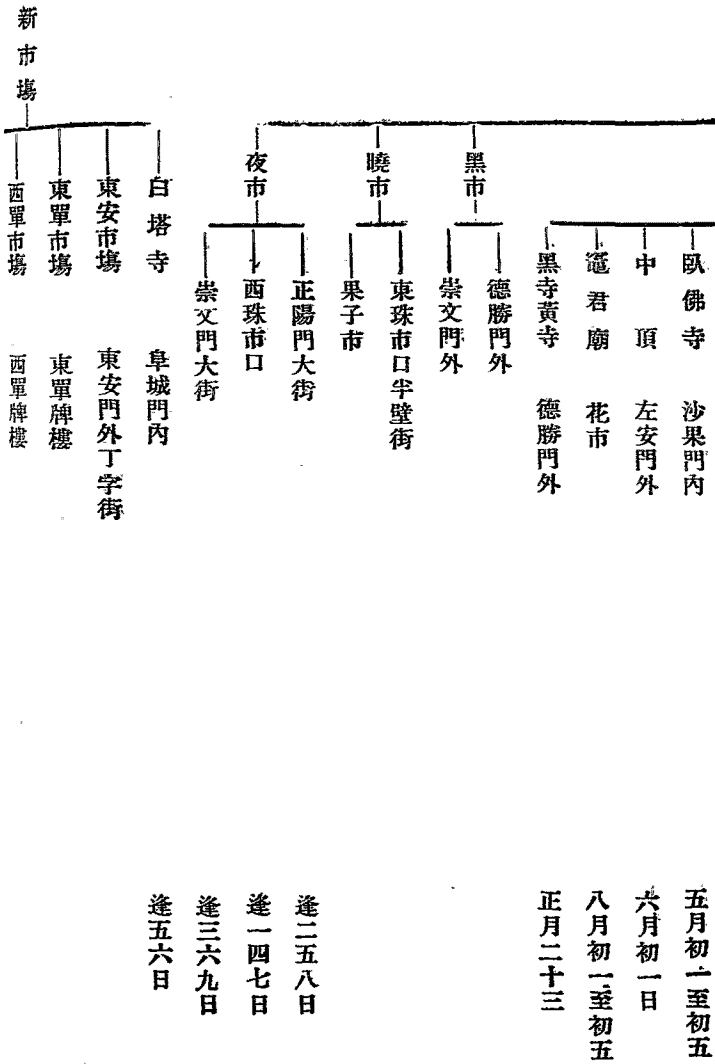 臥佛寺　沙果門內　五月初一至初五
中頂　左安門外　六月初一日
竈君廟　花市　八月初一至初五
黑寺黃寺　德勝門外　正月二十三
黑市
德勝門外
崇文門外
曉市
東珠市口半壁街
果子市
夜市
正陽門大街　逢二五八日
西珠市口　逢一四七日
崇文門大街　逢三六九日
白塔寺　阜城門內　逢五六日
新市場
東安市場　東安門外丁字街
東單市場　東單牌樓
西單市場　西單牌樓